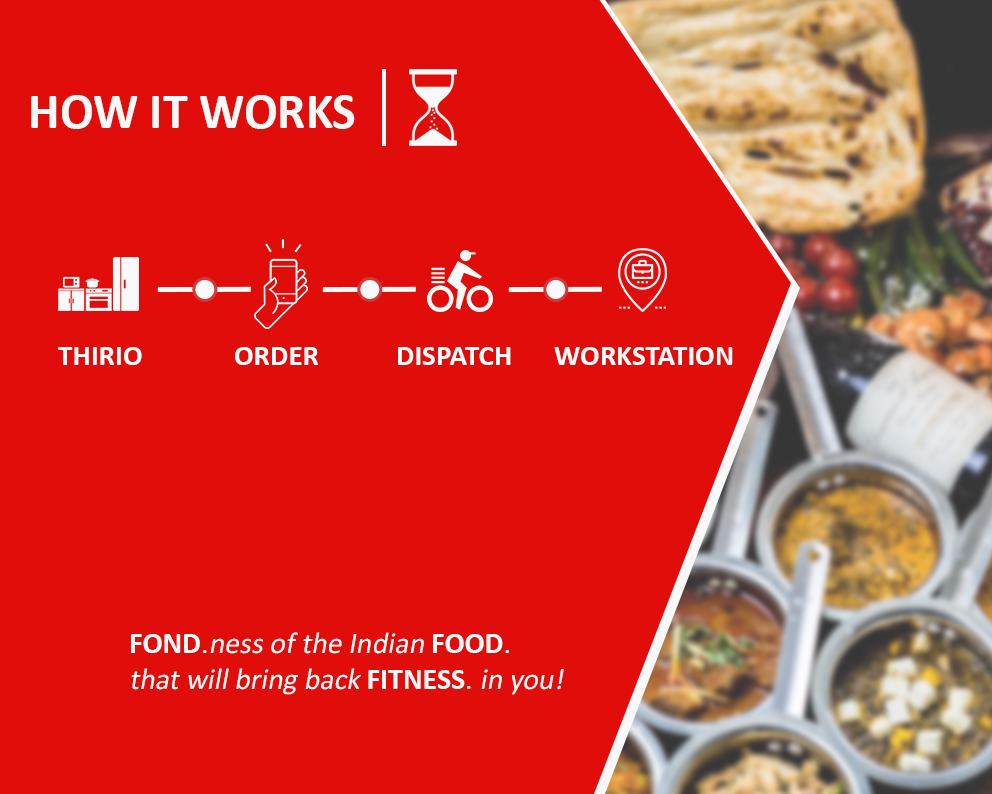 HOW IT WORKS
THIRIO ORDER DISPATCH WORKSTATION
FOND.ness of the Indian FOOD.
that will bring back FITNESS. in you!